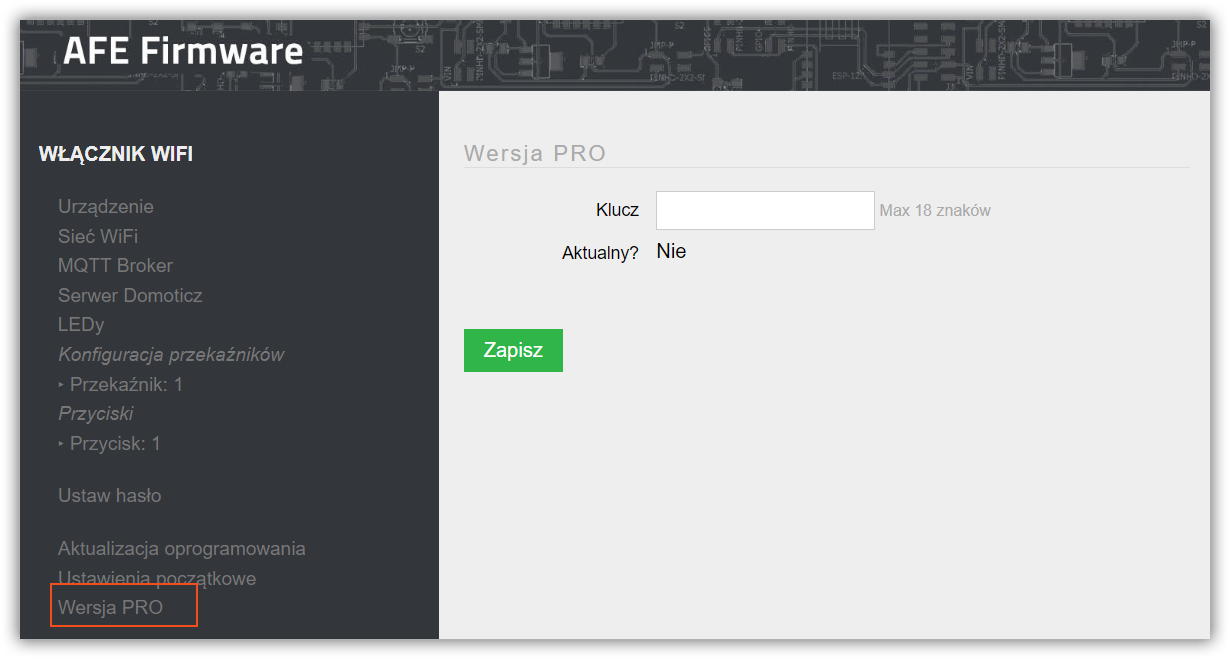 AFE Firmware
WŁĄCZNIK WIFI
Urządzenie
Sieć WiFi
MQTT Broker
Serwer Domoticz
LEDy
Konfiguracja przekaźników
‣ Przekaźnik: 1
Przyciski
‣ Przycisk: 1
Ustaw hasło
Aktualizacja oprogramowania
Ustawienia początkowe
Wersja PRO
Wersja PRO
Klucz Max 18 znaków
Aktualny? Nie
Zapisz